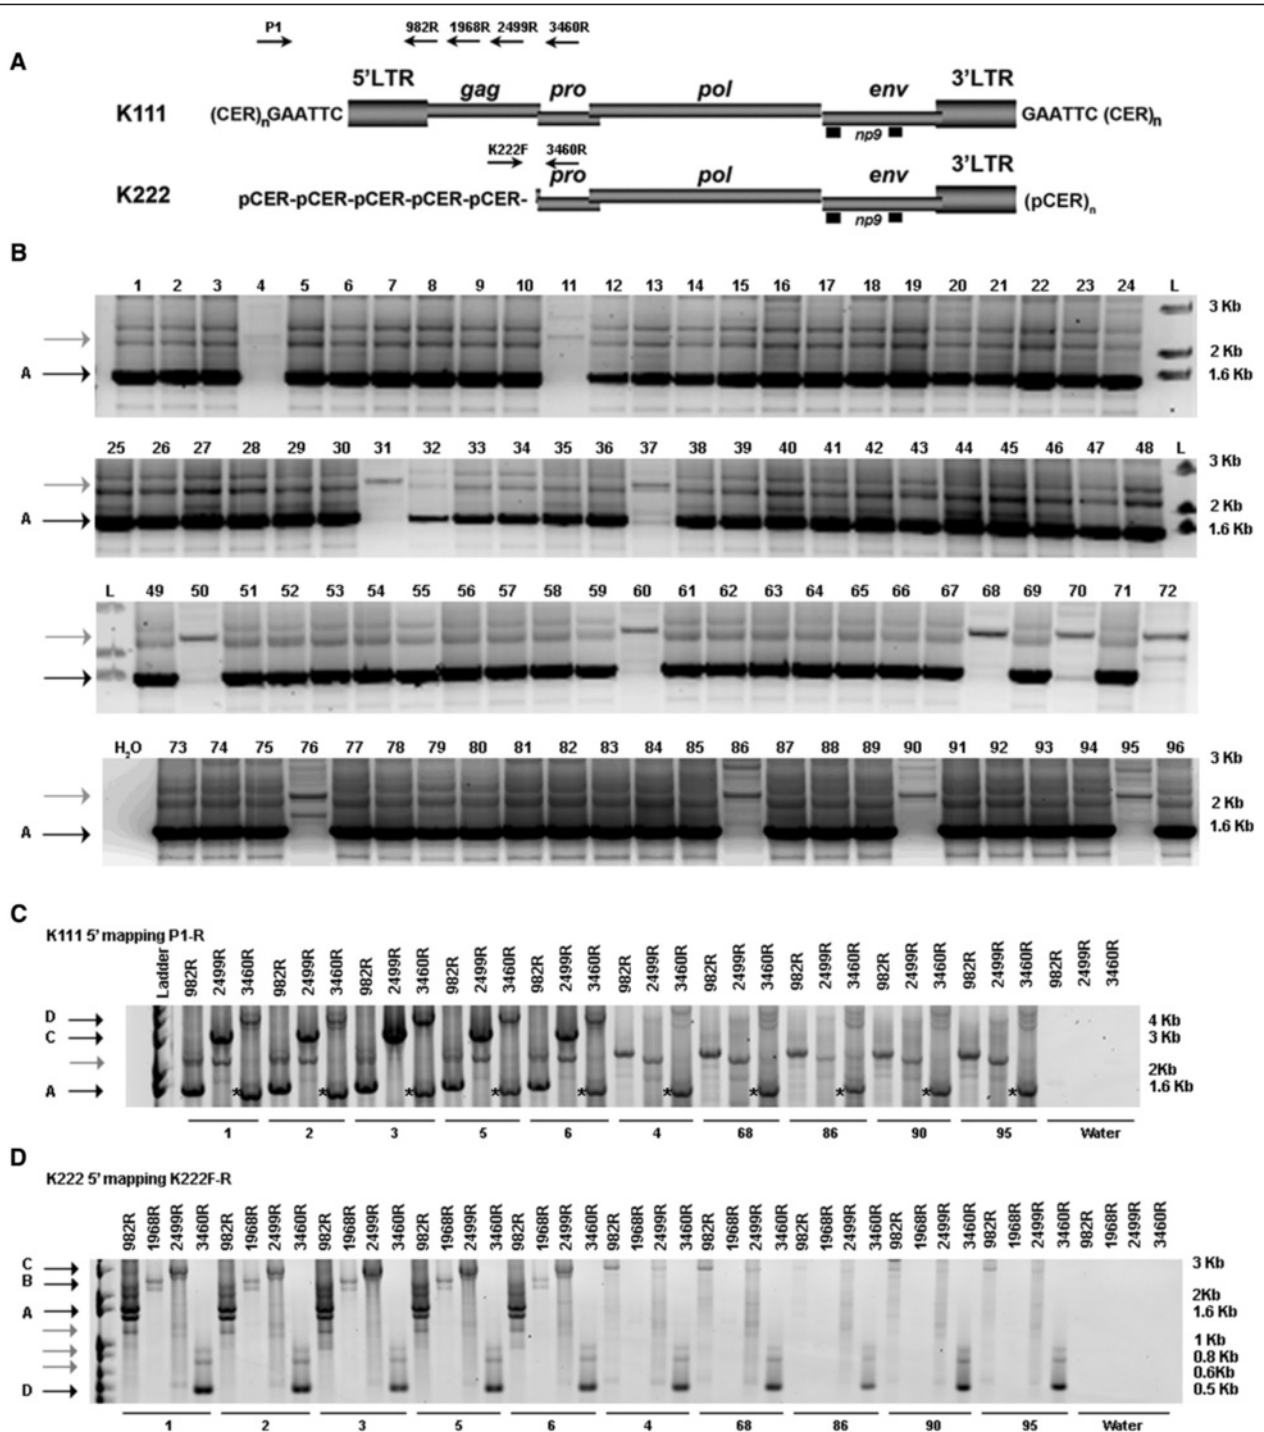 P1 982R 1968R 2499R 3460R
A
5'LTR gag pro pol env 3'LTR
K111 (CER)nGAATTC GAATTC (CER)n
np9
K222F 3460R
pro pol env 3'LTR
K222 pCER-pCER-pCER-pCER-pCER- (pCER)n
np9
B
1 2 3 4 5 6 7 8 9 10 11 12 13 14 15 16 17 18 19 20 21 22 23 24 L
3 Kb
2 Kb
A 1.6 Kb
25 26 27 28 29 30 31 32 33 34 35 36 37 38 39 40 41 42 43 44 45 46 47 48 L
3 Kb
2 Kb
A 1.6 Kb
L 49 50 51 52 53 54 55 56 57 58 59 60 61 62 63 64 65 66 67 68 69 70 71 72
H2O 73 74 75 76 77 78 79 80 81 82 83 84 85 86 87 88 89 90 91 92 93 94 95 96
3 Kb
2 Kb
A 1.6 Kb
C
K111 5' mapping P1-R
Ladder 982R 2499R 3460R 982R 2499R 3460R 982R 2499R 3460R 982R 2499R 3460R 982R 2499R 3460R 982R 2499R 3460R 982R 2499R 3460R 982R 2499R 3460R 982R 2499R 3460R 982R 2499R 3460R 982R 2499R 3460R
D 4 Kb
C 3 Kb
2Kb
A * * * * * * * * * * 1.6 Kb
1 2 3 5 6 4 68 86 90 95 Water
D
K222 5' mapping K222F-R
982R 1968R 2499R 3460R 982R 1968R 2499R 3460R 982R 1968R 2499R 3460R 982R 1968R 2499R 3460R 982R 1968R 2499R 3460R 982R 1968R 2499R 3460R 982R 1968R 2499R 3460R 982R 1968R 2499R 3460R 982R 1968R 2499R 3460R 982R 1968R 2499R 3460R 982R 1968R 2499R 3460R
C 3 Kb
B
2Kb
A 1.6 Kb
1 Kb
0.8 Kb
0.6Kb
D 0.5 Kb
1 2 3 5 6 4 68 86 90 95 Water